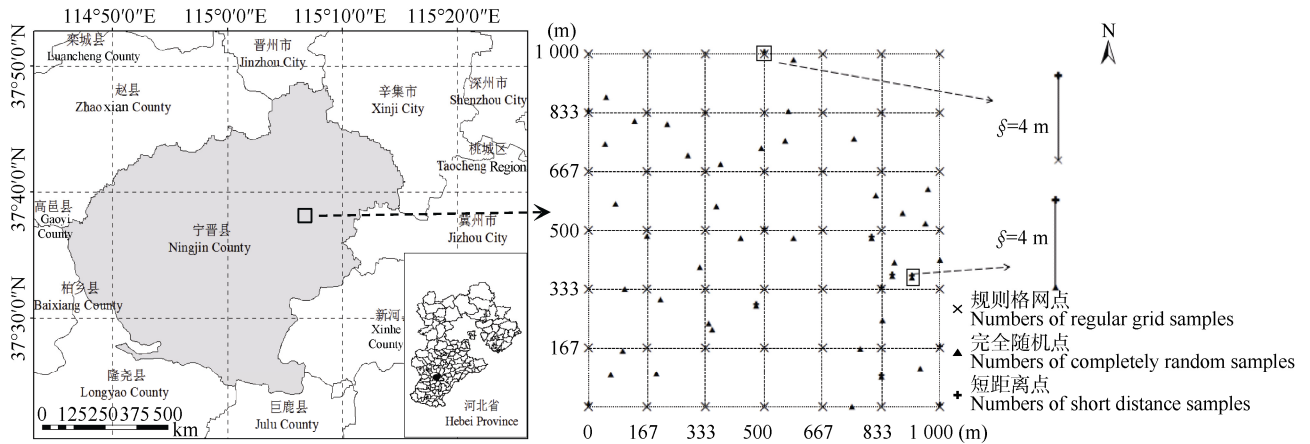 114°50′0″E 115°0′0″E 115°10′0″E 115°20′0″E
37°50′0″N
37°40′0″N
37°30′0″N
栾城县
Luancheng County
晋州市
Jinzhou City
赵县
Zhao xian County
辛集市
Xinji City
深州市
Shenzhou City
桃城区
Taocheng Region
高邑县
Gaoyi
County
宁晋县
Ningjin County
冀州市
Jizhou City
柏乡县
Baixiang County
新河
Xinhe
County
隆尧县
Longyao County
巨鹿县
Julu County
河北省
Hebei Province
0 125 250 375 500
km
(m)
1 000
833
667
500
333
167
0
0 167 333 500 667 833 1 000 (m)
N
§=4 m
§=4 m
规则格网点
Numbers of regular grid samples
完全随机点
Numbers of completely random samples
短距离点
Numbers of short distance samples